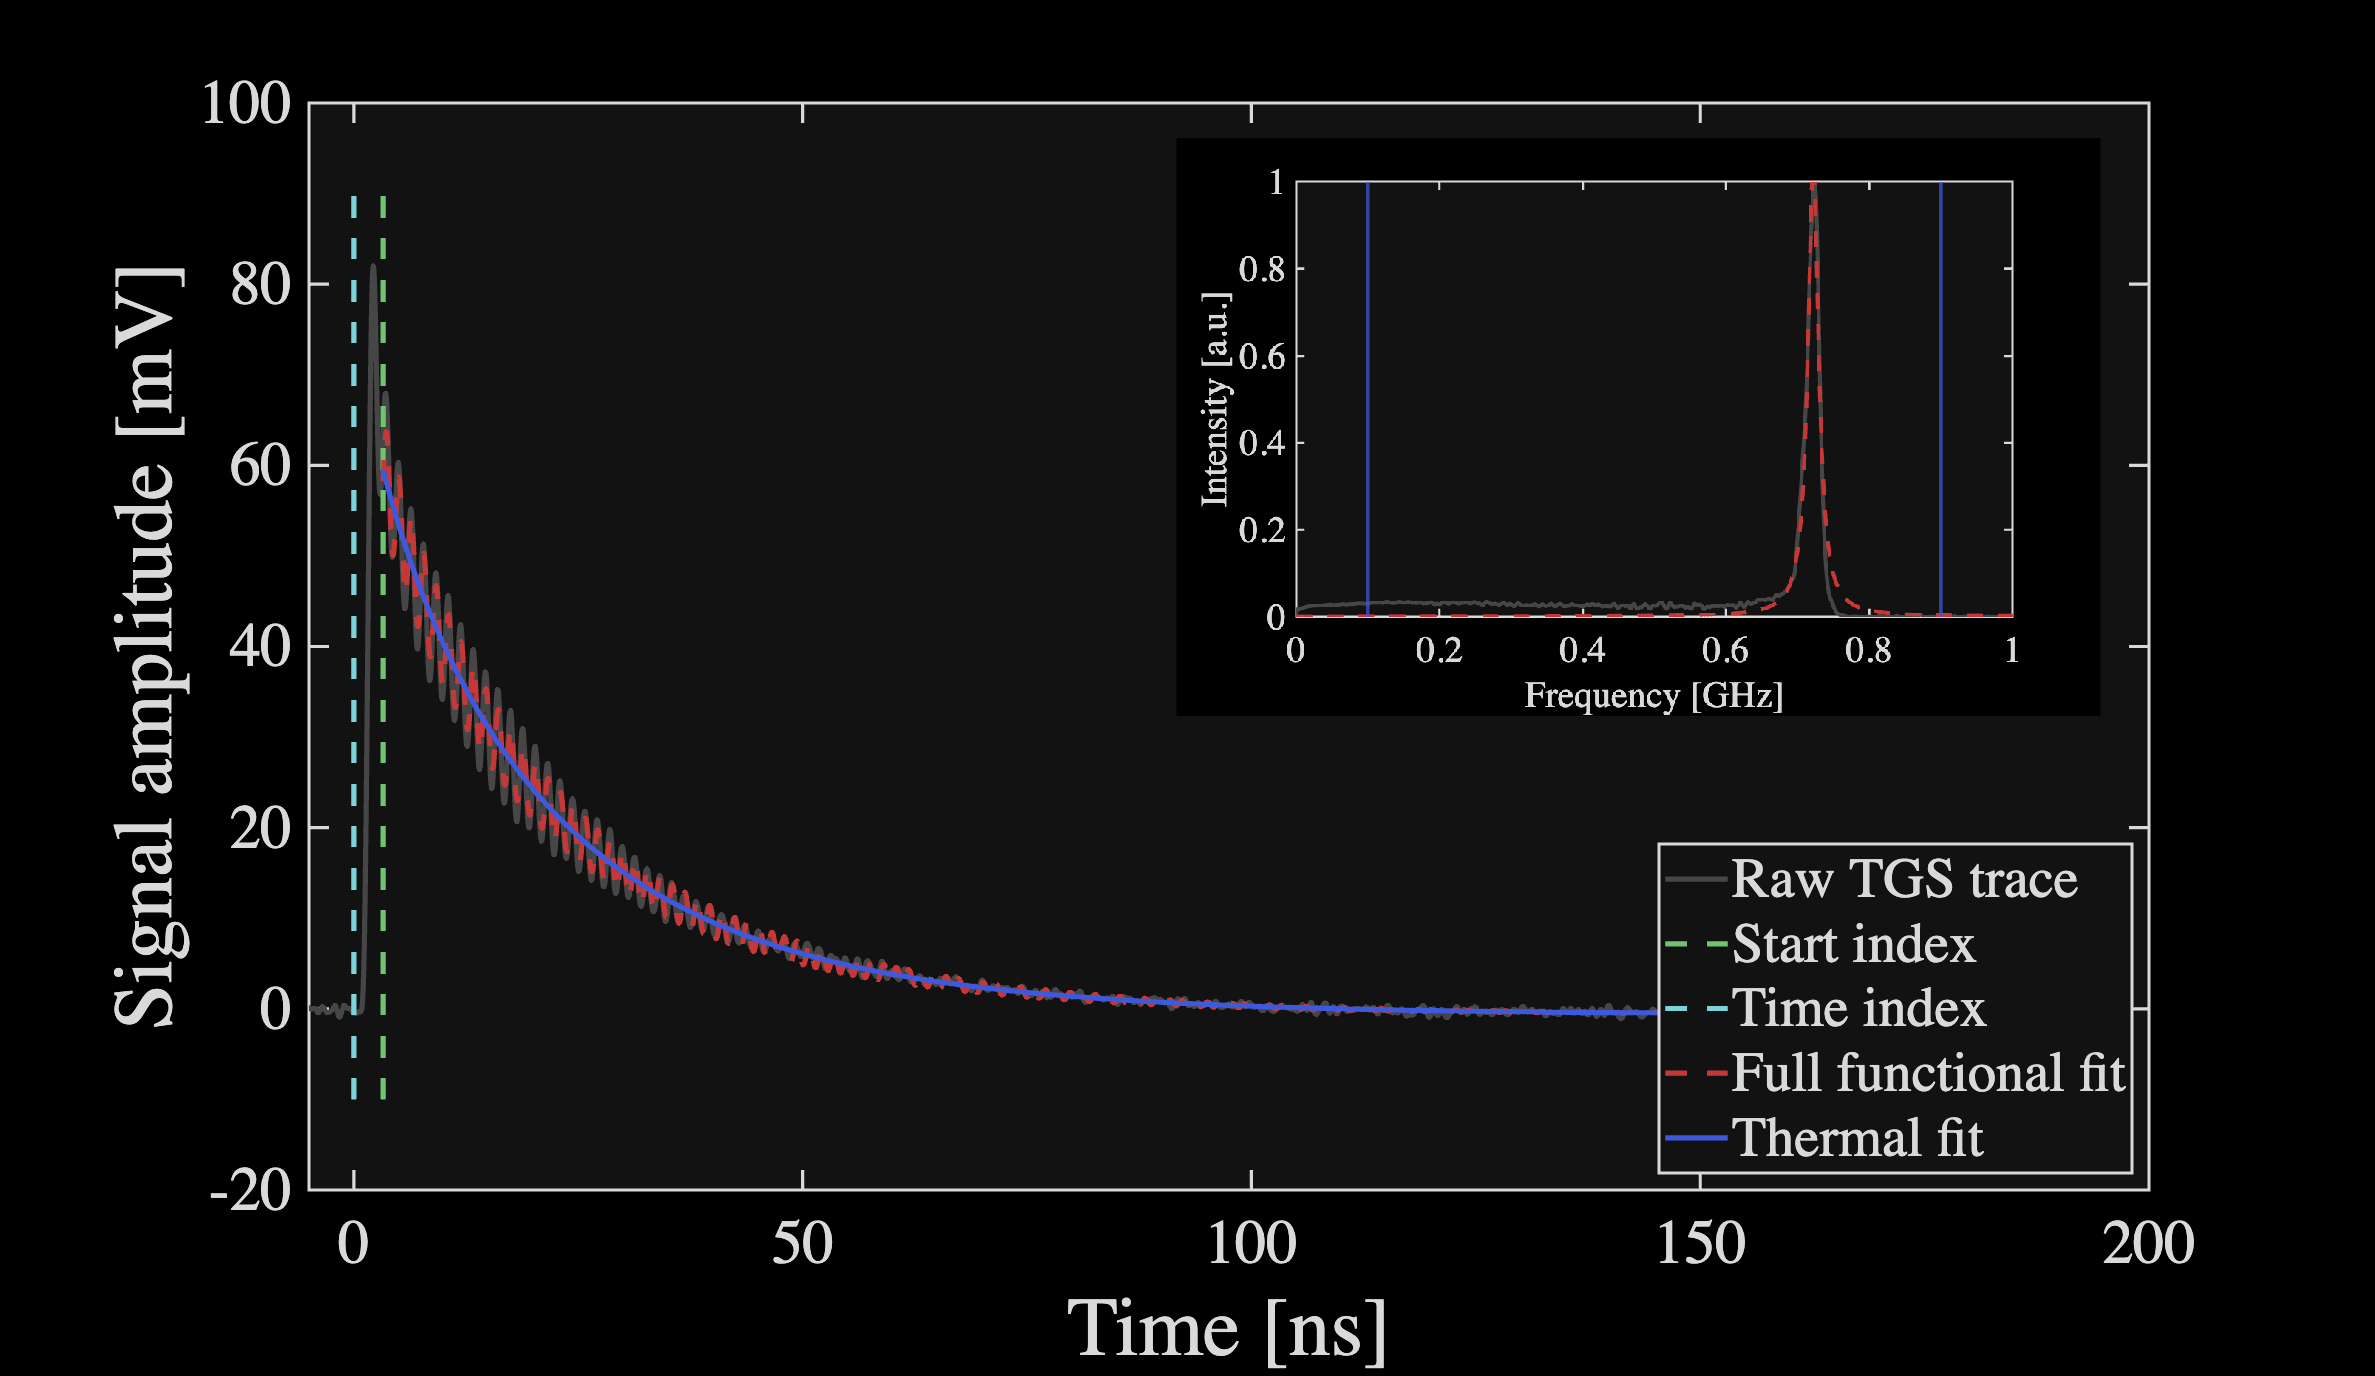 100
80
60
40
20
0
-20
Signal amplitude [mV]
0
50
100
150
200
Time [ns]
1
0.8
0.6
0.4
0.2
0
Intensity [a.u.]
0
0.2
0.4
0.6
0.8
1
Frequency [GHz]
Raw TGS trace
Start index
Time index
Full functional fit
Thermal fit